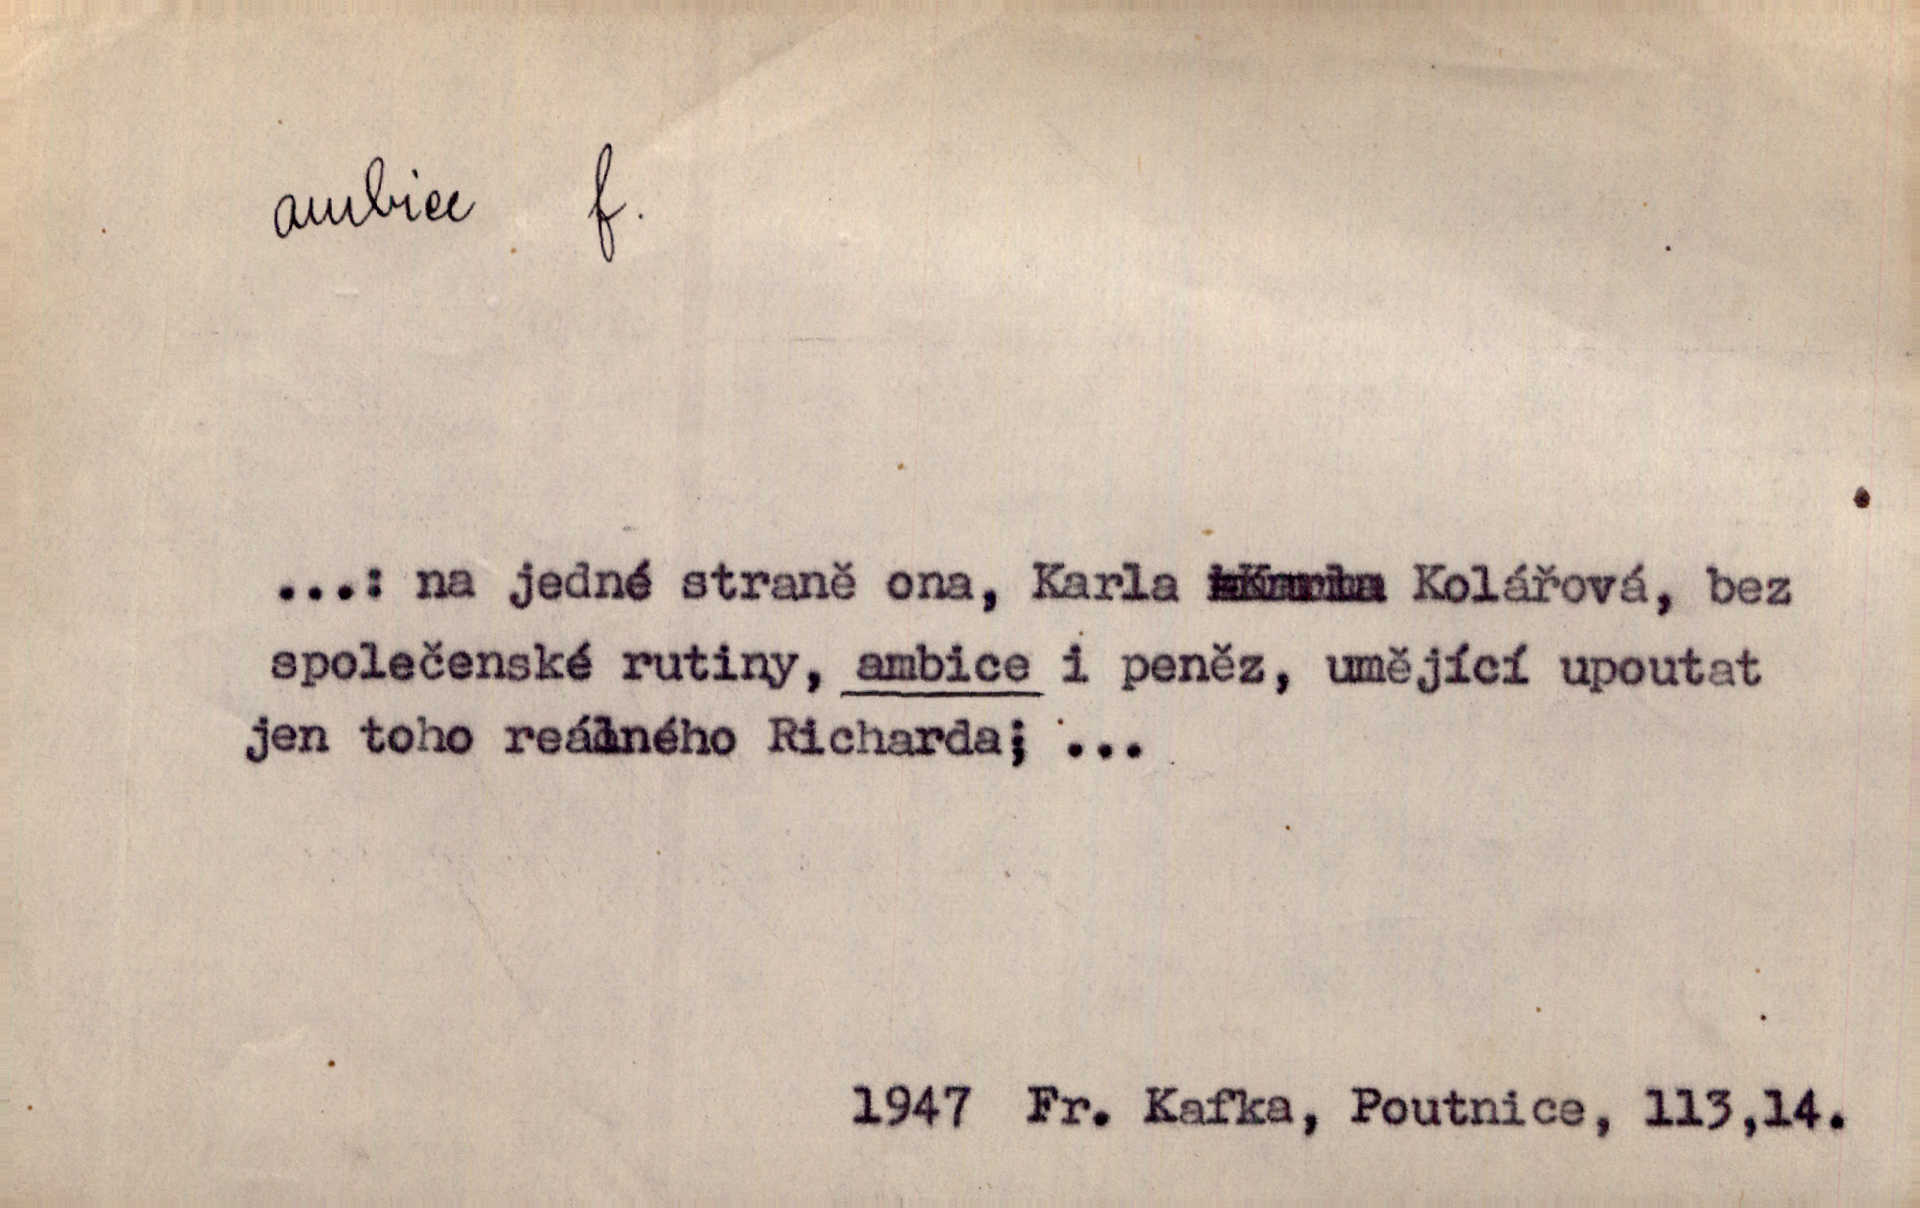 ambice f.
...: na jedné straně ona, Karla Kolářová, bez
společenské rutiny, ambice i peněz, umějící upoutat
jen toho reálného Richarda; ...
1947 Fr. Kafka, Poutnice, 113,14.